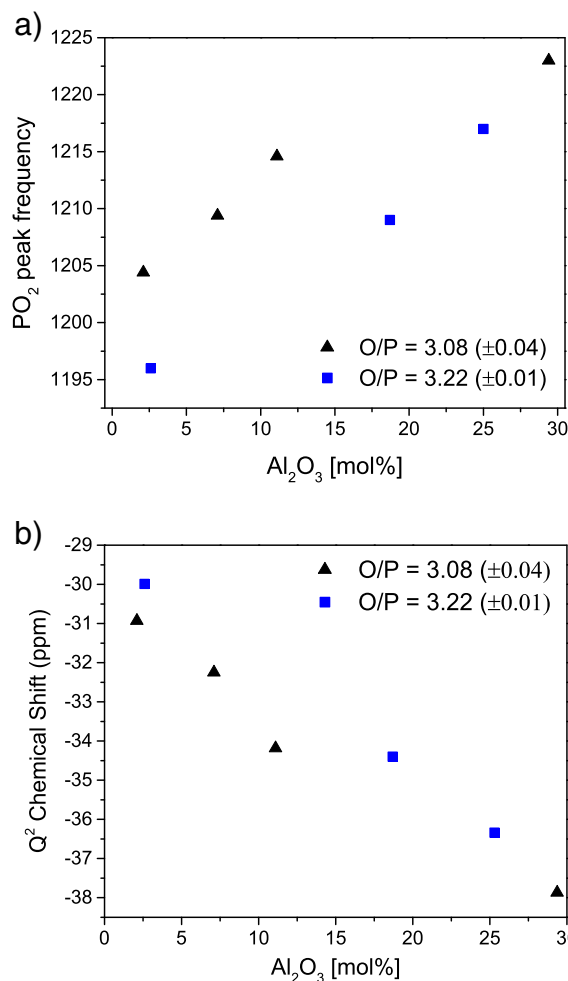 a)
1225
1220
1215
1210
1205
1200
1195
PO₂ peak frequency
O/P = 3.08 (±0.04)
O/P = 3.22 (±0.01)
0 5 10 15 20 25 30
Al₂O₃ [mol%]
b)
-29
-30
-31
-32
-33
-34
-35
-36
-37
-38
Q² Chemical Shift (ppm)
O/P = 3.08 (±0.04)
O/P = 3.22 (±0.01)
0 5 10 15 20 25 30
Al₂O₃ [mol%]